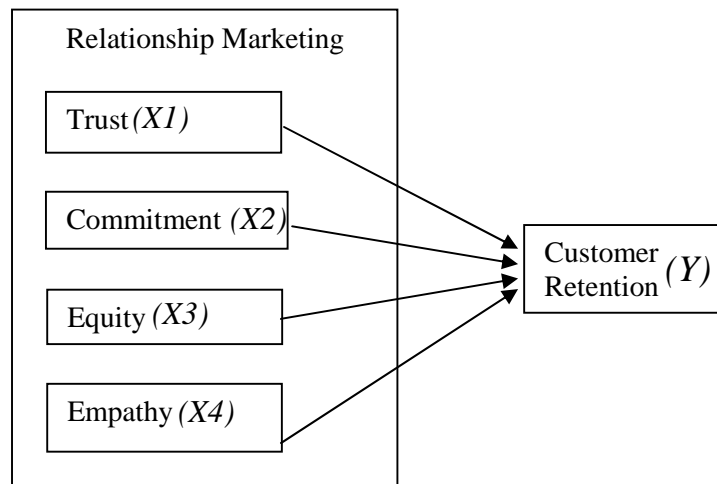 Relationship Marketing
Trust (X1)
Commitment (X2)
Equity (X3)
Empathy (X4)
Customer
Retention (Y)